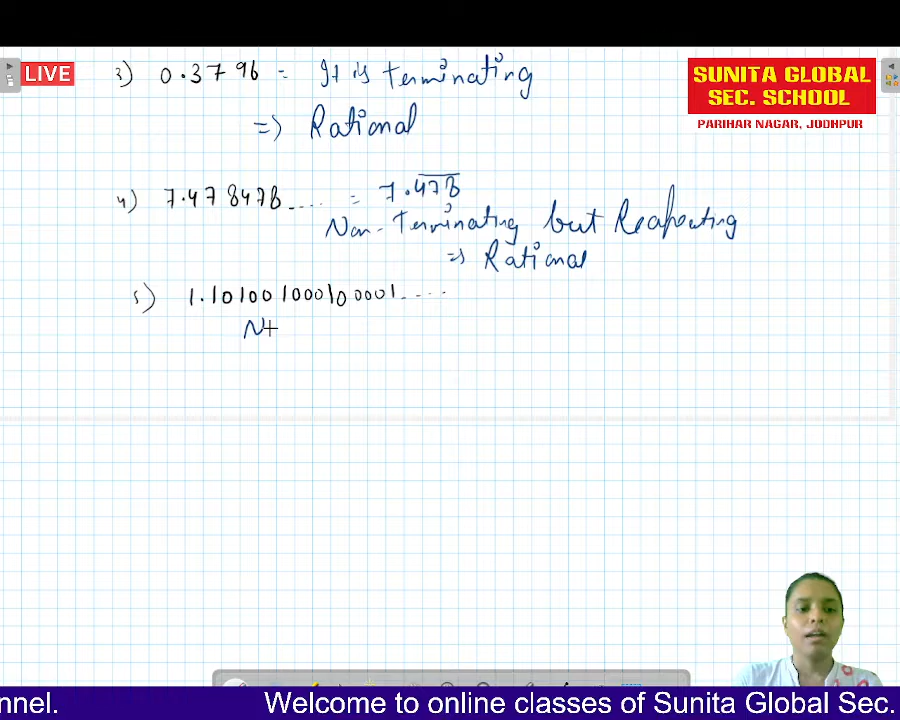 LIVE
3) 0.3796 = It is terminating
=> Rational
SUNITA GLOBAL
SEC. SCHOOL
PARIHAR NAGAR, JODHPUR
4) 7.478478.... = 7.478
Non-Terminating but Reapeating
=> Rational
5) 1.101001000100001....
N
nnel. Welcome to online classes of Sunita Global Sec.